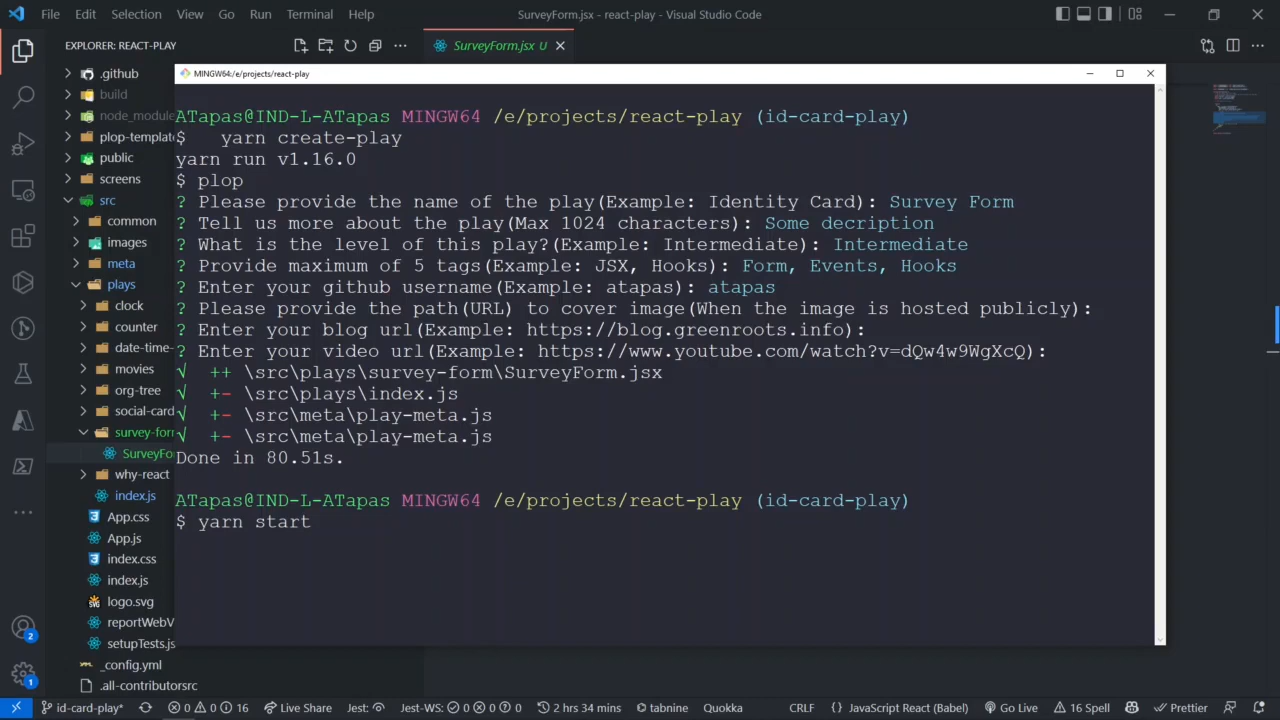 File Edit Selection View Go Run Terminal Help
SurveyForm.jsx - react-play - Visual Studio Code
EXPLORER: REACT-PLAY
SurveyForm.jsx U
.github
build
node_module
plop-templat
public
screens
src
common
images
meta
plays
clock
counter
date-time-
movies
org-tree
social-card
survey-for
SurveyFo
why-react
index.js
App.css
App.js
index.css
index.js
logo.svg
reportWebV
setupTests.js
_config.yml
.all-contributorsrc
MINGW64:/e/projects/react-play
ATapas@IND-L-ATapas MINGW64 /e/projects/react-play (id-card-play)
$ yarn create-play
yarn run v1.16.0
$ plop
? Please provide the name of the play(Example: Identity Card): Survey Form
? Tell us more about the play(Max 1024 characters): Some decription
? What is the level of this play?(Example: Intermediate): Intermediate
? Provide maximum of 5 tags(Example: JSX, Hooks): Form, Events, Hooks
? Enter your github username(Example: atapas): atapas
? Please provide the path(URL) to cover image(When the image is hosted publicly):
? Enter your blog url(Example: https://blog.greenroots.info):
? Enter your video url(Example: https://www.youtube.com/watch?v=dQw4w9WgXcQ):
√ ++ \src\plays\survey-form\SurveyForm.jsx
√ +- \src\plays\index.js
√ +- \src\meta\play-meta.js
√ +- \src\meta\play-meta.js
Done in 80.51s.
ATapas@IND-L-ATapas MINGW64 /e/projects/react-play (id-card-play)
$ yarn start
2
1
id-card-play* 0 0 16 Live Share Jest: Jest-WS: 0 0 0 2 hrs 34 mins tabnine Quokka CRLF {} JavaScript React (Babel) Go Live 16 Spell Prettier